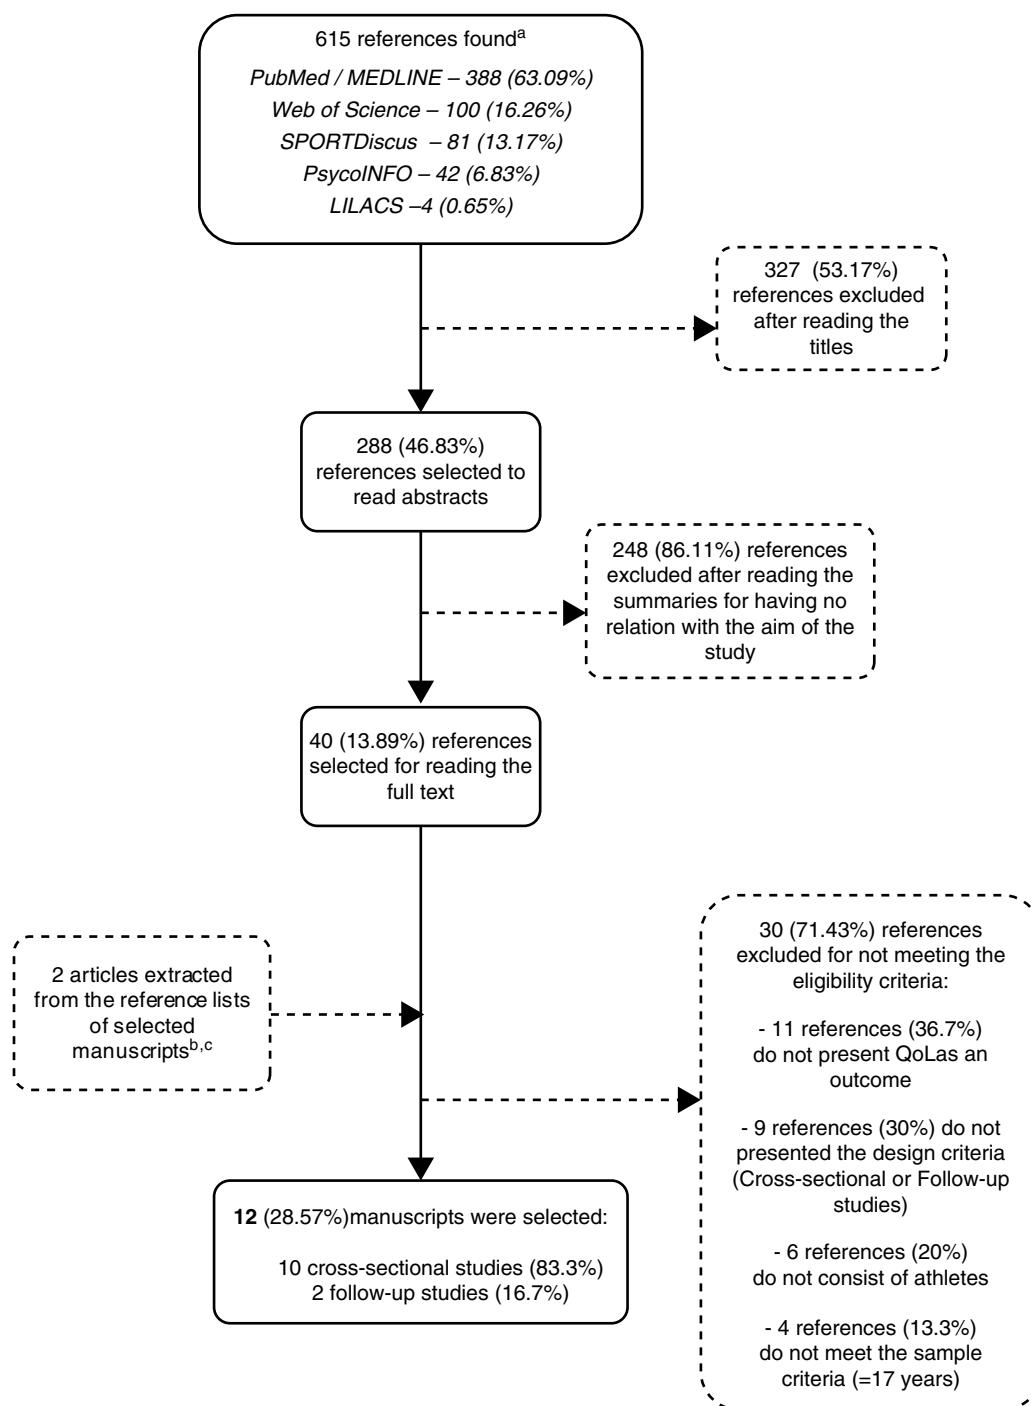 615 references foundᵃ
PubMed / MEDLINE – 388 (63.09%)
Web of Science – 100 (16.26%)
SPORTDiscus – 81 (13.17%)
PsycoINFO – 42 (6.83%)
LILACS –4 (0.65%)
327 (53.17%)
references excluded
after reading the
titles
288 (46.83%)
references selected to
read abstracts
248 (86.11%) references
excluded after reading the
summaries for having no
relation with the aim of the
study
40 (13.89%) references
selected for reading the
full text
2 articles extracted
from the reference lists
of selected
manuscriptsᵇ,ᶜ
30 (71.43%) references
excluded for not meeting the
eligibility criteria:
- 11 references (36.7%)
do not present QoLas an
outcome
- 9 references (30%) do not
presented the design criteria
(Cross-sectional or Follow-up
studies)
- 6 references (20%)
do not consist of athletes
- 4 references (13.3%)
do not meet the sample
criteria (=17 years)
12 (28.57%)manuscripts were selected:
10 cross-sectional studies (83.3%)
2 follow-up studies (16.7%)